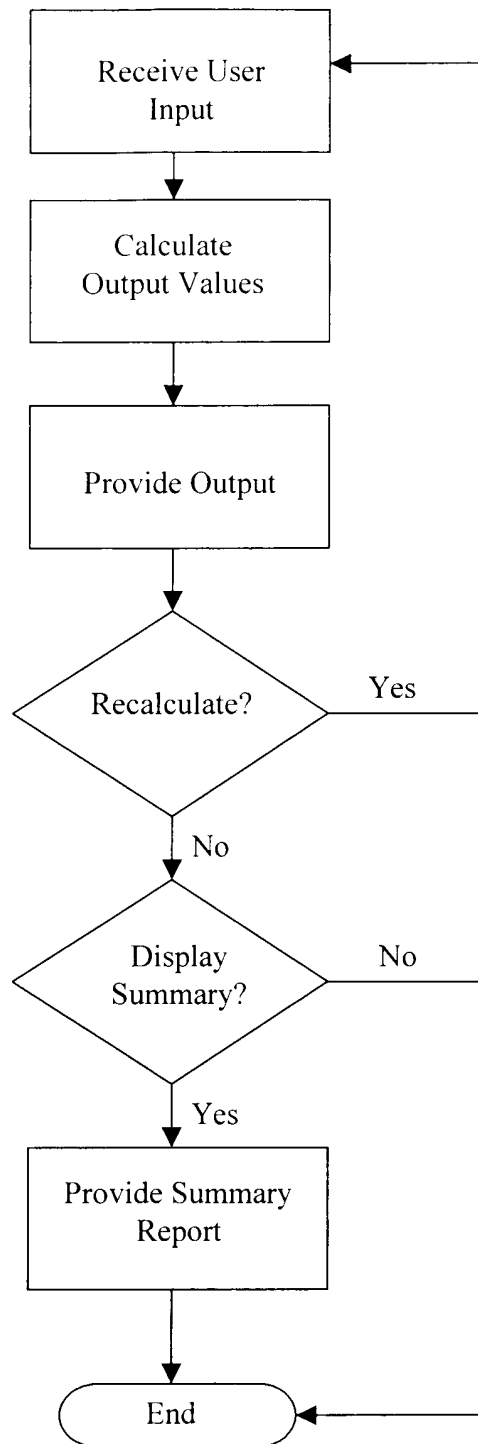 Receive User
Input
Calculate
Output Values
Provide Output
Recalculate?
Yes
No
Display
Summary?
No
Yes
Provide Summary
Report
End